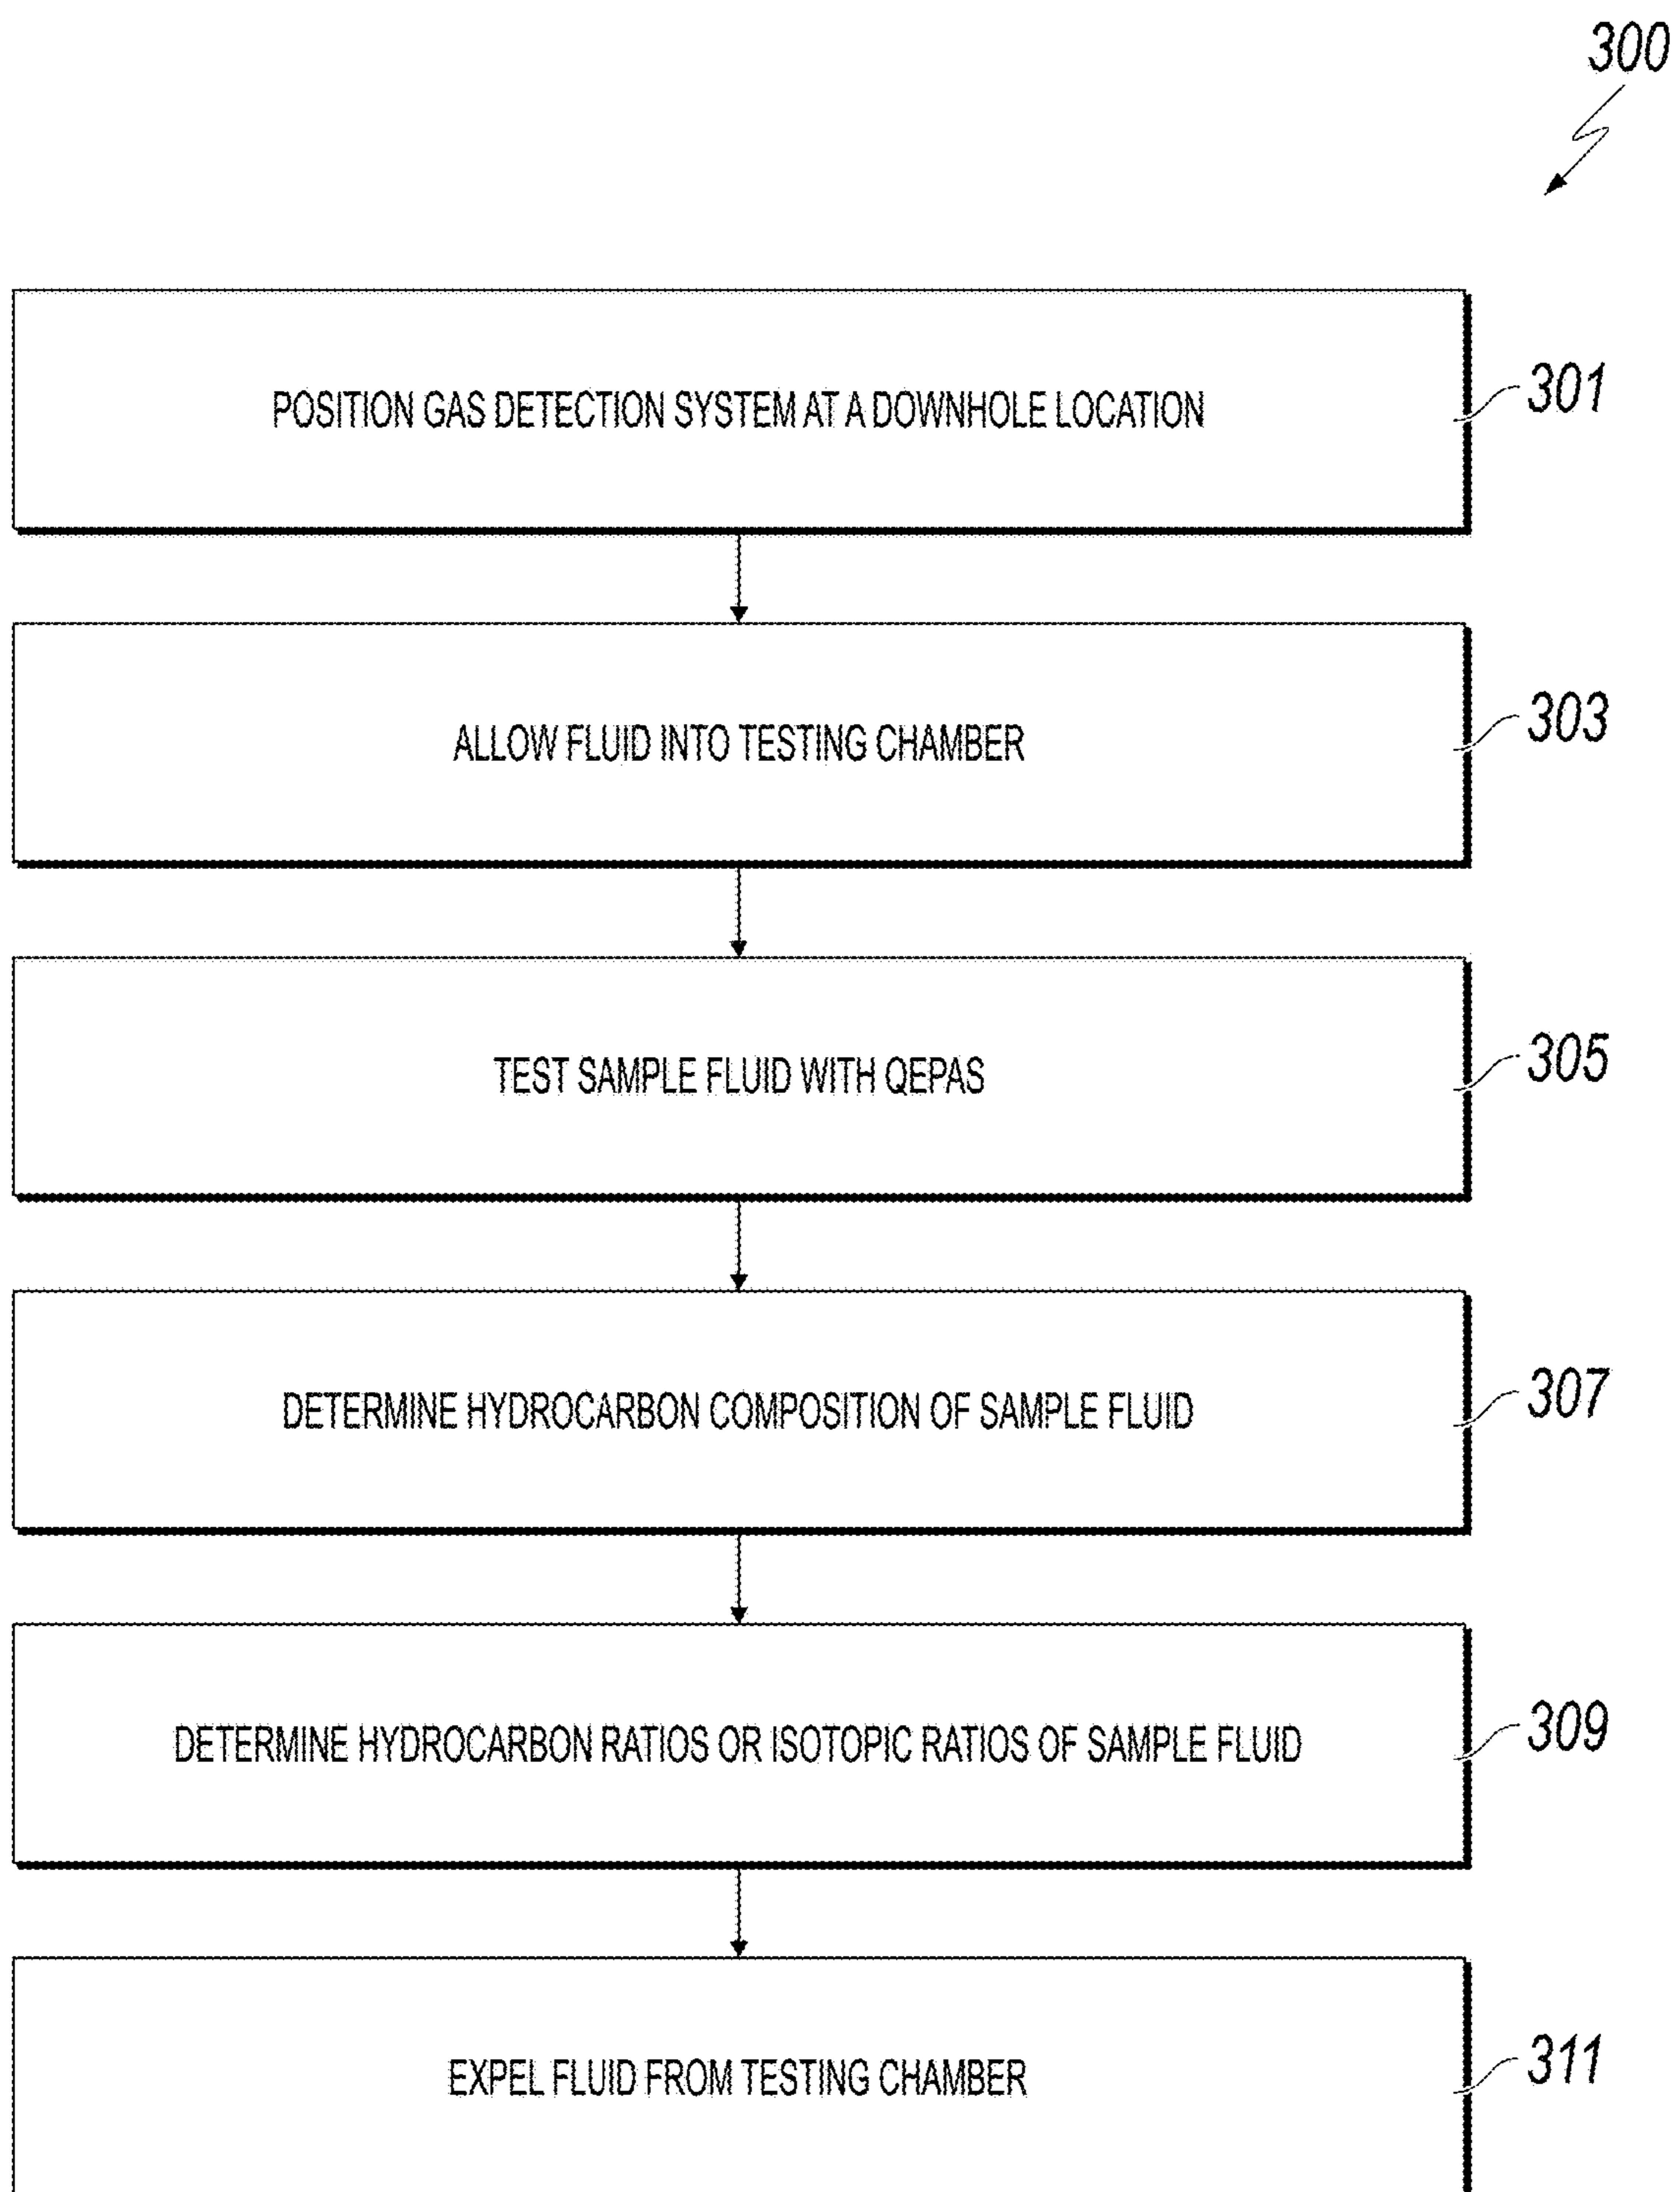 300
POSITION GAS DETECTION SYSTEM AT A DOWNHOLE LOCATION
301
ALLOW FLUID INTO TESTING CHAMBER
303
TEST SAMPLE FLUID WITH QEPAS
305
DETERMINE HYDROCARBON COMPOSITION OF SAMPLE FLUID
307
DETERMINE HYDROCARBON RATIOS OR ISOTOPIC RATIOS OF SAMPLE FLUID
309
EXPEL FLUID FROM TESTING CHAMBER
311